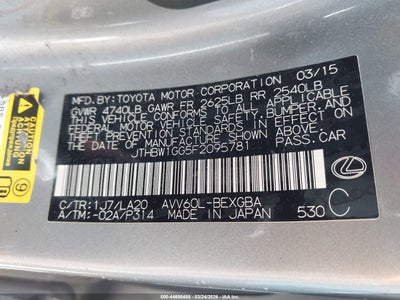 MFD. BY: TOYOTA MOTOR CORPORATION 03/15
GVWR 4740LB GAWR FR 2625LB RR 2540LB
THIS VEHICLE CONFORMS TO ALL APPLICABLE
FEDERAL MOTOR VEHICLE SAFETY, BUMPER, AND
THEFT PREVENTION STANDARDS IN EFFECT ON
THE DATE OF MANUFACTURE SHOWN ABOVE.
JTHBW1GG5F2095781 PASS.CAR
C/TR: 1J7/LA20 AVV60L-BEXGBA
A/TM: -02A/P314 MADE IN JAPAN 530 C